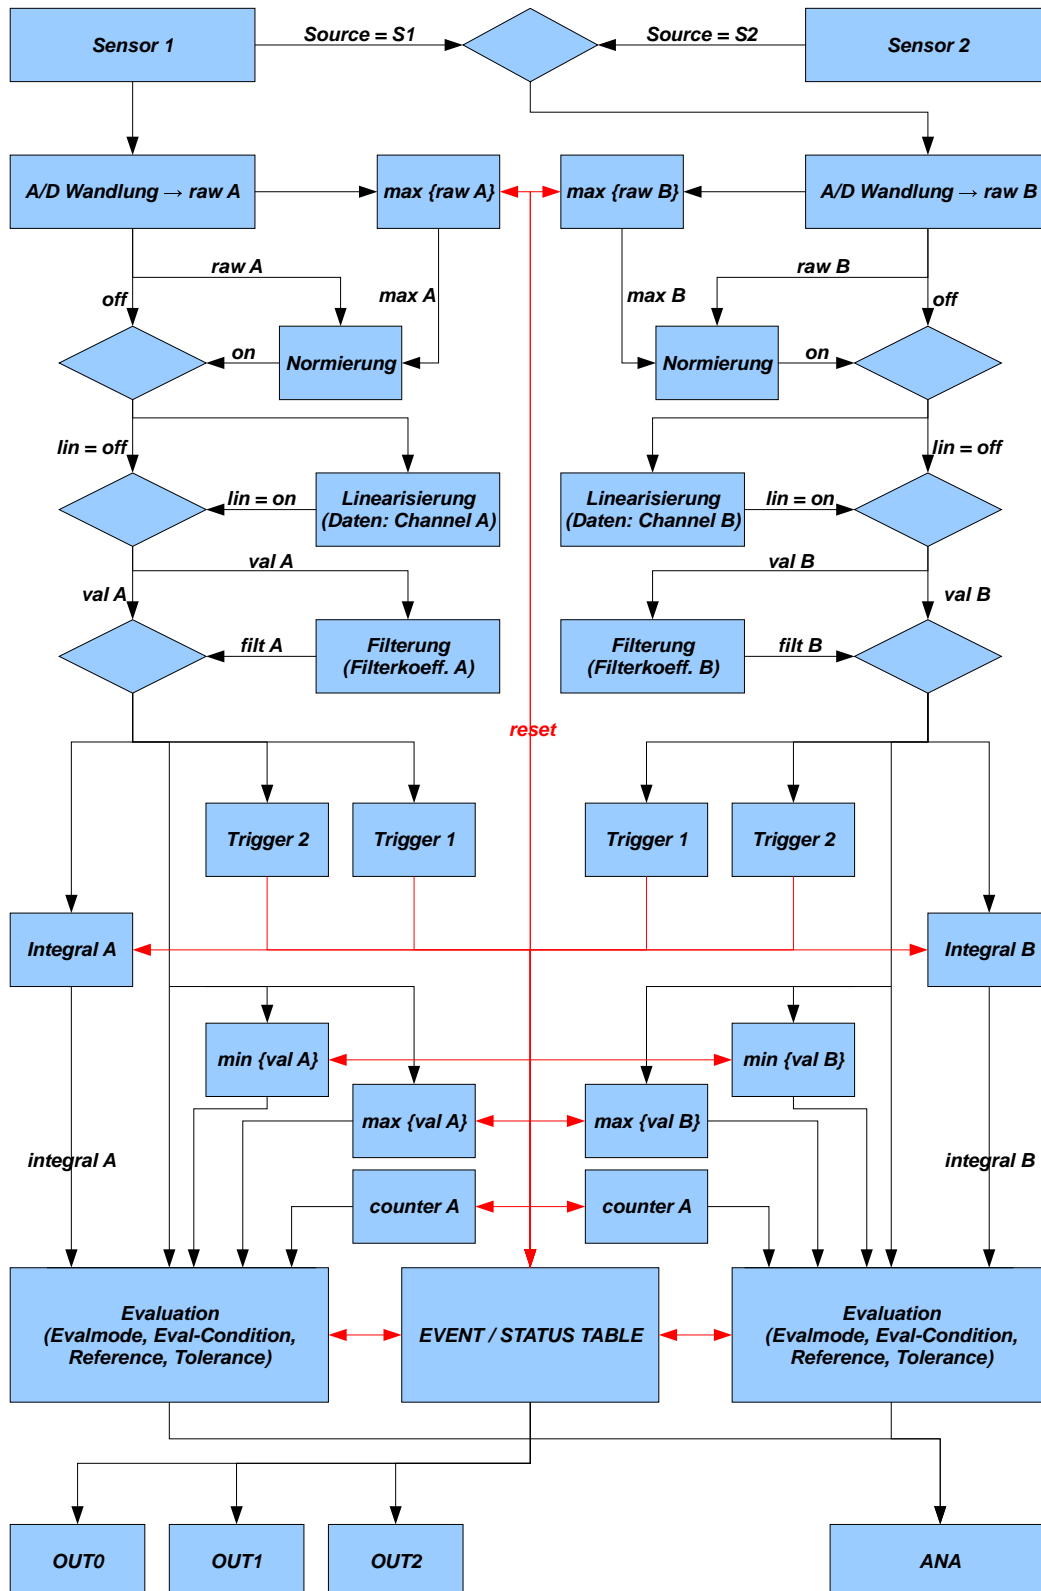 Sensor 1
Source = S1
Source = S2
Sensor 2
A/D Wandlung → raw A
max {raw A}
max {raw B}
A/D Wandlung → raw B
raw A
raw B
off
max A
max B
off
on
Normierung
Normierung
on
lin = off
lin = off
lin = on
Linearisierung
(Daten: Channel A)
Linearisierung
(Daten: Channel B)
lin = on
val A
val B
val A
val B
filt A
Filterung
(Filterkoeff. A)
Filterung
(Filterkoeff. B)
filt B
reset
Trigger 2
Trigger 1
Trigger 1
Trigger 2
Integral A
Integral B
min {val A}
min {val B}
max {val A}
max {val B}
integral A
integral B
counter A
counter A
Evaluation
(Evalmode, Eval-Condition,
Reference, Tolerance)
EVENT / STATUS TABLE
Evaluation
(Evalmode, Eval-Condition,
Reference, Tolerance)
OUT0
OUT1
OUT2
ANA